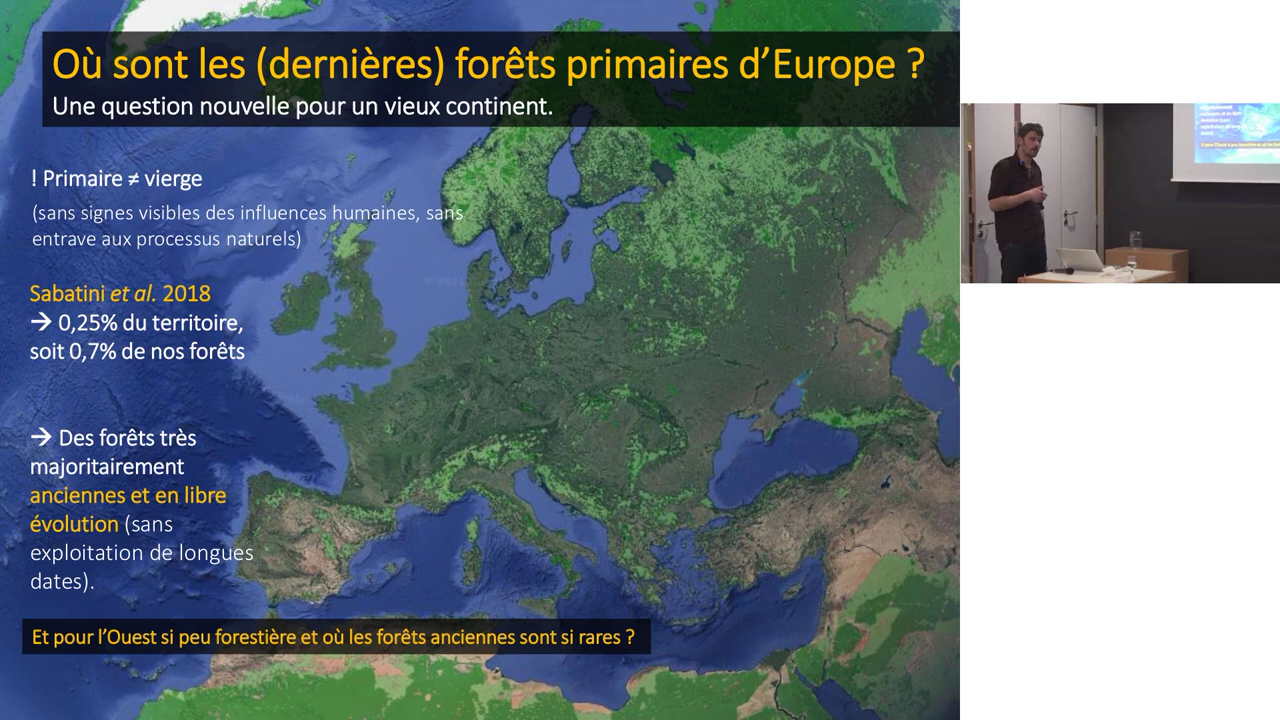 Où sont les (dernières) forêts primaires d’Europe ?
Une question nouvelle pour un vieux continent.
! Primaire ≠ vierge
(sans signes visibles des influences humaines, sans
entrave aux processus naturels)
Sabatini et al. 2018
→ 0,25% du territoire,
soit 0,7% de nos forêts
→ Des forêts très
majoritairement
anciennes et en libre
évolution (sans
exploitation de longues
dates).
Et pour l’Ouest si peu forestière et où les forêts anciennes sont si rares ?